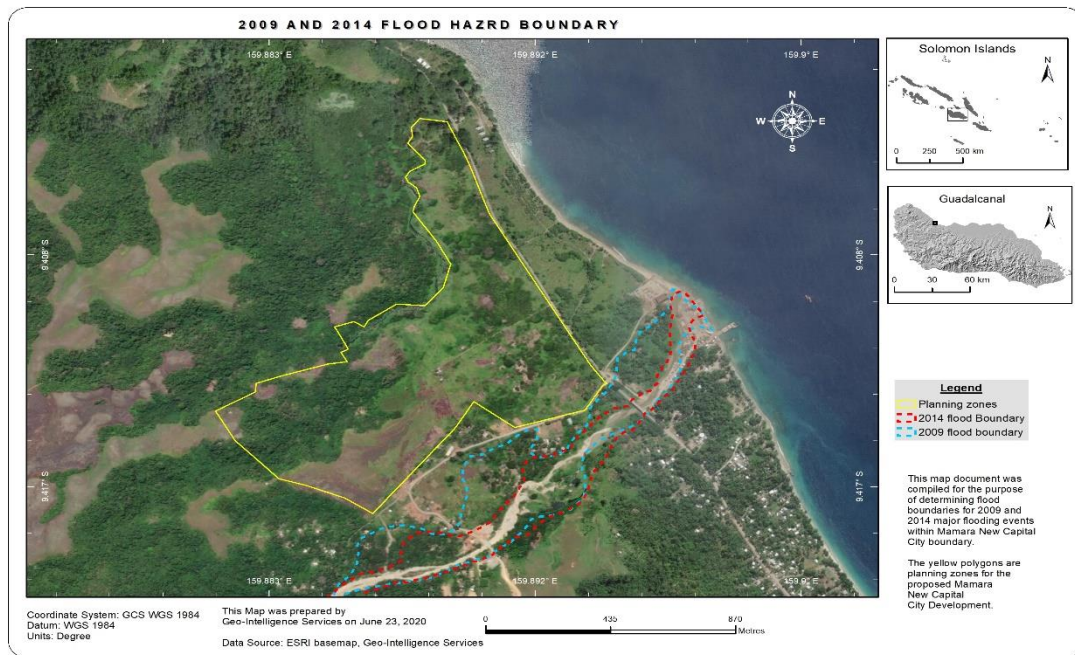 2009 AND 2014 FLOOD HAZRD BOUNDARY
159.883° E
159.892° E
159.9° E
N
W
E
S
9.408° S
9.408° S
9.417° S
9.417° S
159.883° E
159.892° E
159.9° E
Solomon Islands
N
0 250 500 km
Guadalcanal
N
0 30 60 km
Legend
Planning zones
2014 flood Boundary
2009 flood boundary
This map document was
compiled for the purpose
of determining flood
boundaries for 2009 and
2014 major flooding events
within Mamara New Capital
City boundary.
The yellow polygons are
planning zones for the
proposed Mamara
New Capital
City Development.
Coordinate System: GCS WGS 1984
Datum: WGS 1984
Units: Degree
This Map was prepared by
Geo-Intelligence Services on June 23, 2020
Data Source: ESRI basemap, Geo-Intelligence Services
0 435 870
Metres